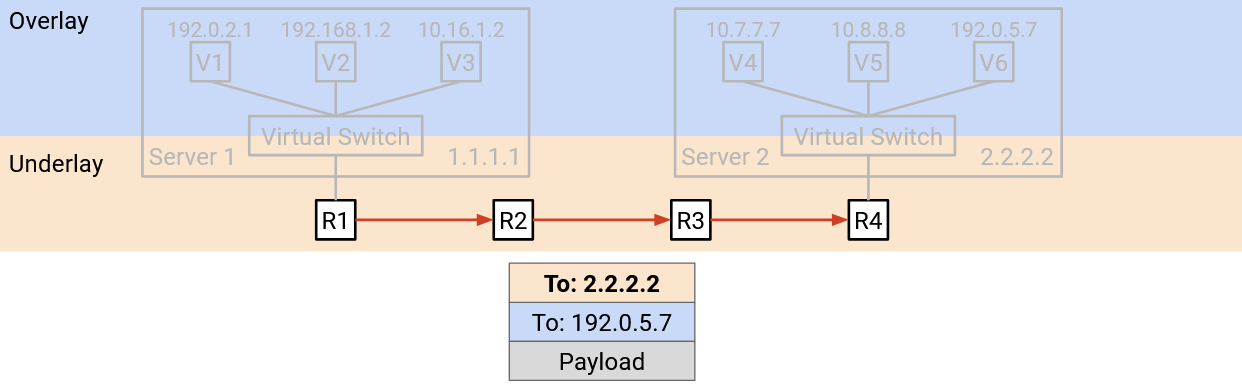 Overlay
192.0.2.1 192.168.1.2 10.16.1.2
V1 V2 V3
Virtual Switch
Server 1 1.1.1.1
10.7.7.7 10.8.8.8 192.0.5.7
V4 V5 V6
Virtual Switch
Server 2 2.2.2.2
Underlay
R1 R2 R3 R4
To: 2.2.2.2
To: 192.0.5.7
Payload